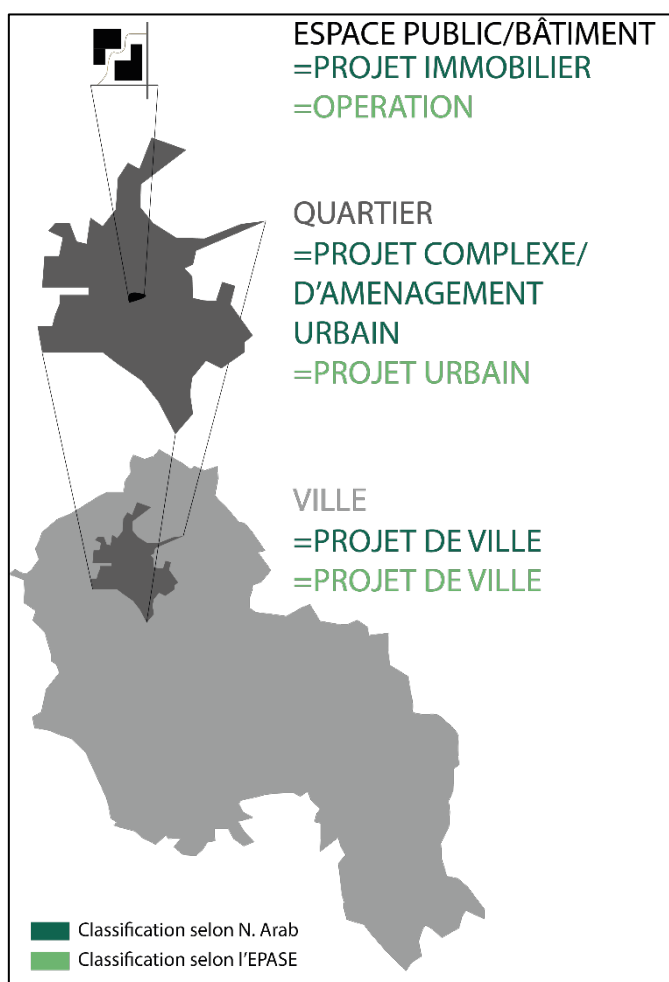 ESPACE PUBLIC/BÂTIMENT
=PROJET IMMOBILIER
=OPERATION
QUARTIER
=PROJET COMPLEXE/
D'AMENAGEMENT
URBAIN
=PROJET URBAIN
VILLE
=PROJET DE VILLE
=PROJET DE VILLE
Classification selon N. Arab
Classification selon l'EPASE